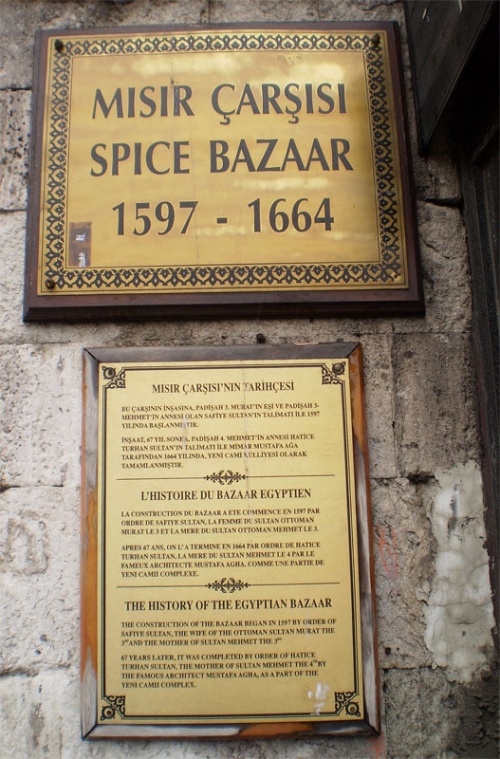 MISIR ÇARŞISI
SPICE BAZAAR
1597 - 1664
MISIR ÇARŞISI'NIN TARİHÇESİ
BU ÇARŞININ İNŞASINA, PADİŞAH 3. MURAT'IN EŞİ VE PADİŞAH 3-
MEHMET'İN ANNESİ OLAN SAFİYE SULTAN'IN TALİMATI İLE 1597
YILINDA BAŞLANMIŞTIR.
İNŞAAT, 67 YIL SONRA, PADİŞAH 4. MEHMET'İN ANNESİ HATİCE
TURHAN SULTAN'IN TALİMATI İLE MİMAR MUSTAFA AĞA
TARAFINDAN 1664 YILINDA, YENİ CAMİ KÜLLİYESİ OLARAK
TAMAMLANMIŞTIR.
L'HISTOIRE DU BAZAAR EGYPTIEN
LA CONSTRUCTION DU BAZAAR A ETE COMMENCE EN 1597 PAR
ORDRE DE SAFIYE SULTAN, LA FEMME DU SULTAN OTTOMAN
MURAT LE 3 ET LA MERE DU SULTAN OTTOMAN MEHMET LE 3.
APRES 67 ANS, ON L' A TERMINE EN 1664 PAR ORDRE DE HATICE
TURHAN SULTAN, LA MERE DU SULTAN MEHMET LE 4 PAR LE
FAMEUX ARCHITECTE MUSTAFA AGHA. COMME UNE PARTIE DE
YENI CAMII COMPLEXE.
THE HISTORY OF THE EGYPTIAN BAZAAR
THE CONSTRUCTION OF THE BAZAAR BEGAN IN 1597 BY ORDER OF
SAFIYE SULTAN, THE WIFE OF THE OTTOMAN SULTAN MURAT THE
3rd AND THE MOTHER OF SULTAN MEHMET THE 3rd
67 YEARS LATER, IT WAS COMPLETED BY ORDER OF HATICE
TURHAN SULTAN, THE MOTHER OF SULTAN MEHMET THE 4th BY
THE FAMOUS ARCHITECT MUSTAFA AGHA, AS A PART OF THE
YENI CAMII COMPLEX.